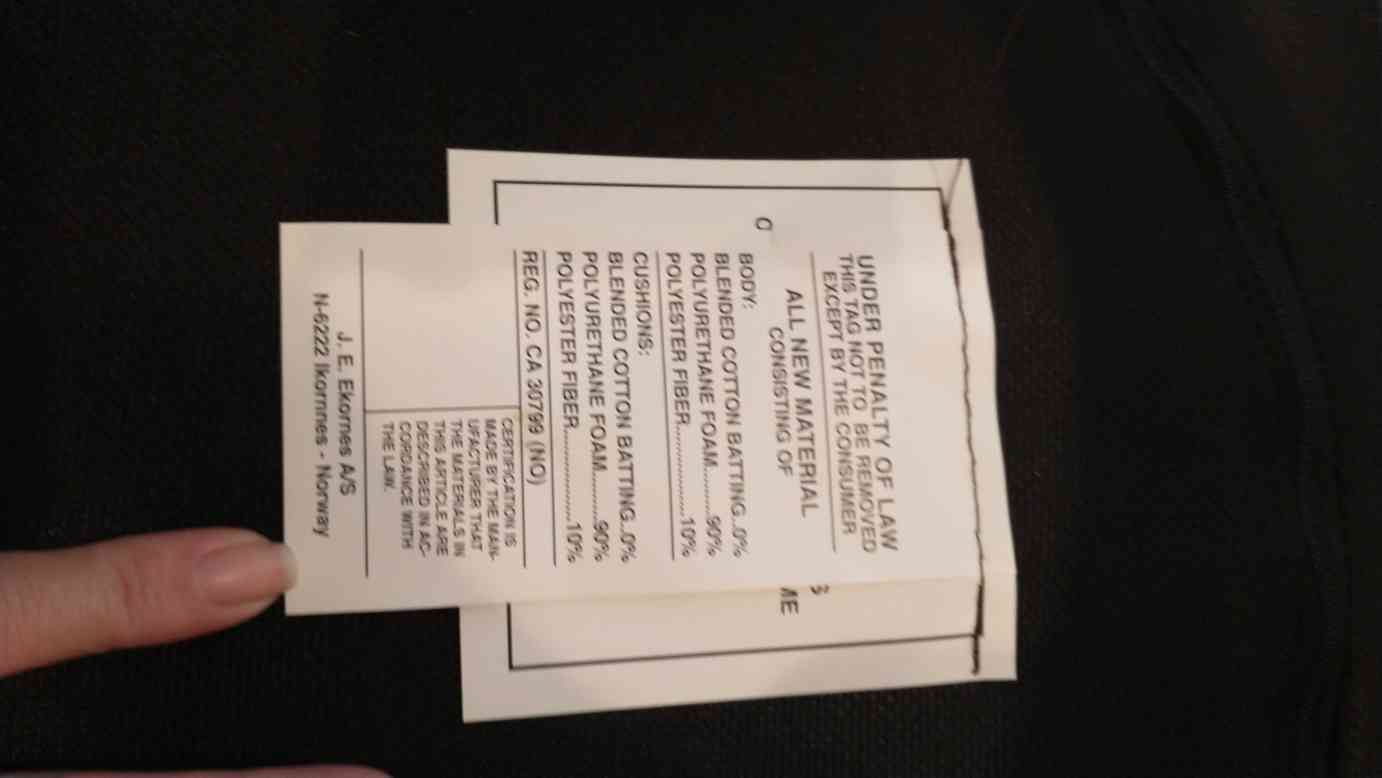 UNDER PENALTY OF LAW
THIS TAG NOT TO BE REMOVED
EXCEPT BY THE CONSUMER
ALL NEW MATERIAL
CONSISTING OF
BODY:
BLENDED COTTON BATTING..0%
POLYURETHANE FOAM.........90%
POLYESTER FIBER................10%
CUSHIONS:
BLENDED COTTON BATTING..0%
POLYURETHANE FOAM.........90%
POLYESTER FIBER................10%
REG. NO. CA 30799 (NO)
CERTIFICATION IS
MADE BY THE MAN-
UFACTURER THAT
THE MATERIALS IN
THIS ARTICLE ARE
DESCRIBED IN AC-
CORDANCE WITH
THE LAW.
J. E. Ekornes A/S
N-6222 Ikornnes - Norway